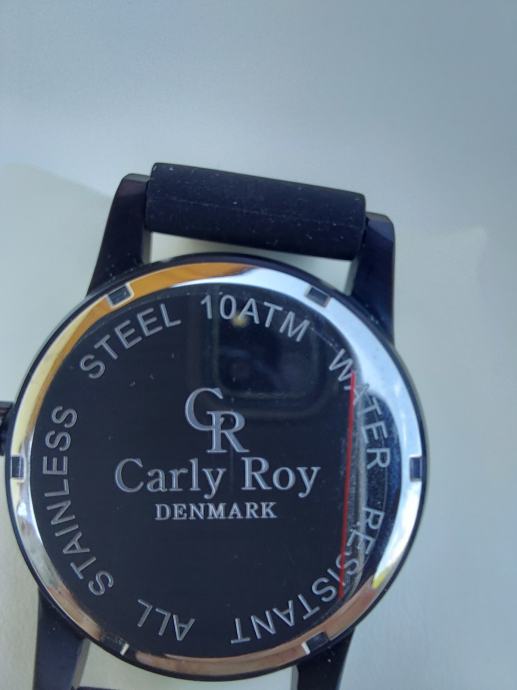 ALL STAINLESS STEEL 10ATM WATER RESISTANT
CR
Carly Roy
DENMARK